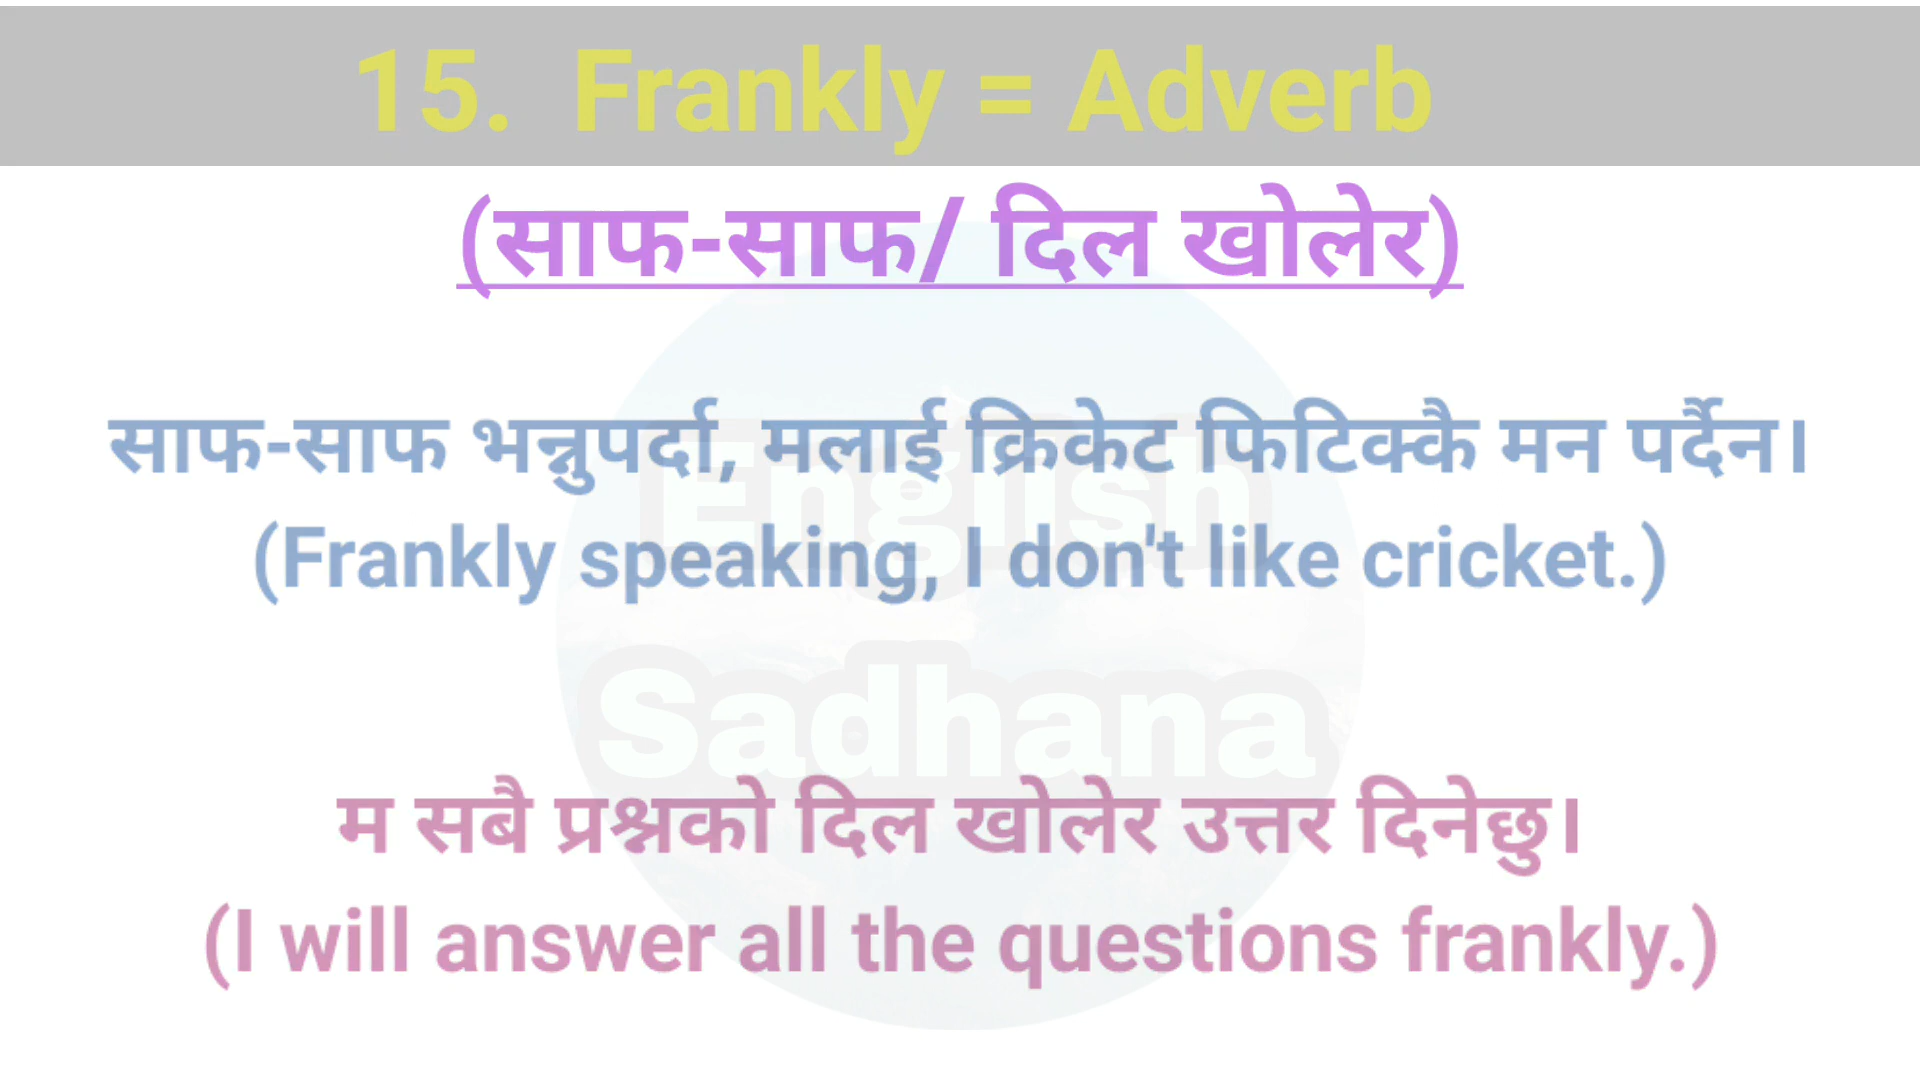 15. Frankly = Adverb
(साफ-साफ/ दिल खोलेर)
साफ-साफ भन्नुपर्दा, मलाई क्रिकेट फिटिक्कै मन पर्दैन।
(Frankly speaking, I don't like cricket.)
English
Sadhana
म सबै प्रश्नको दिल खोलेर उत्तर दिनेछु।
(I will answer all the questions frankly.)